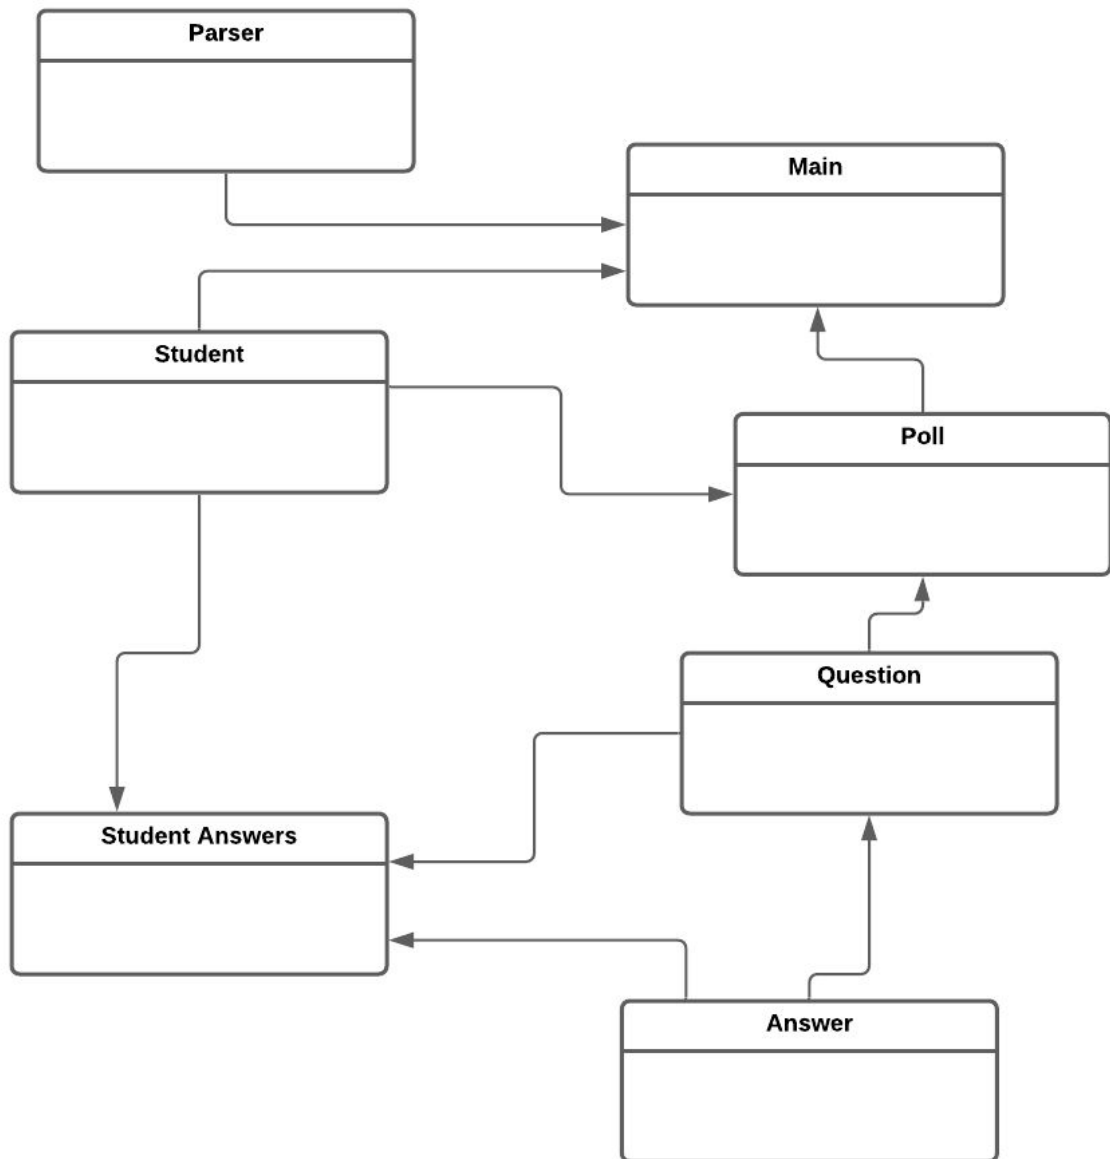 Parser
Main
Student
Poll
Question
Student Answers
Answer